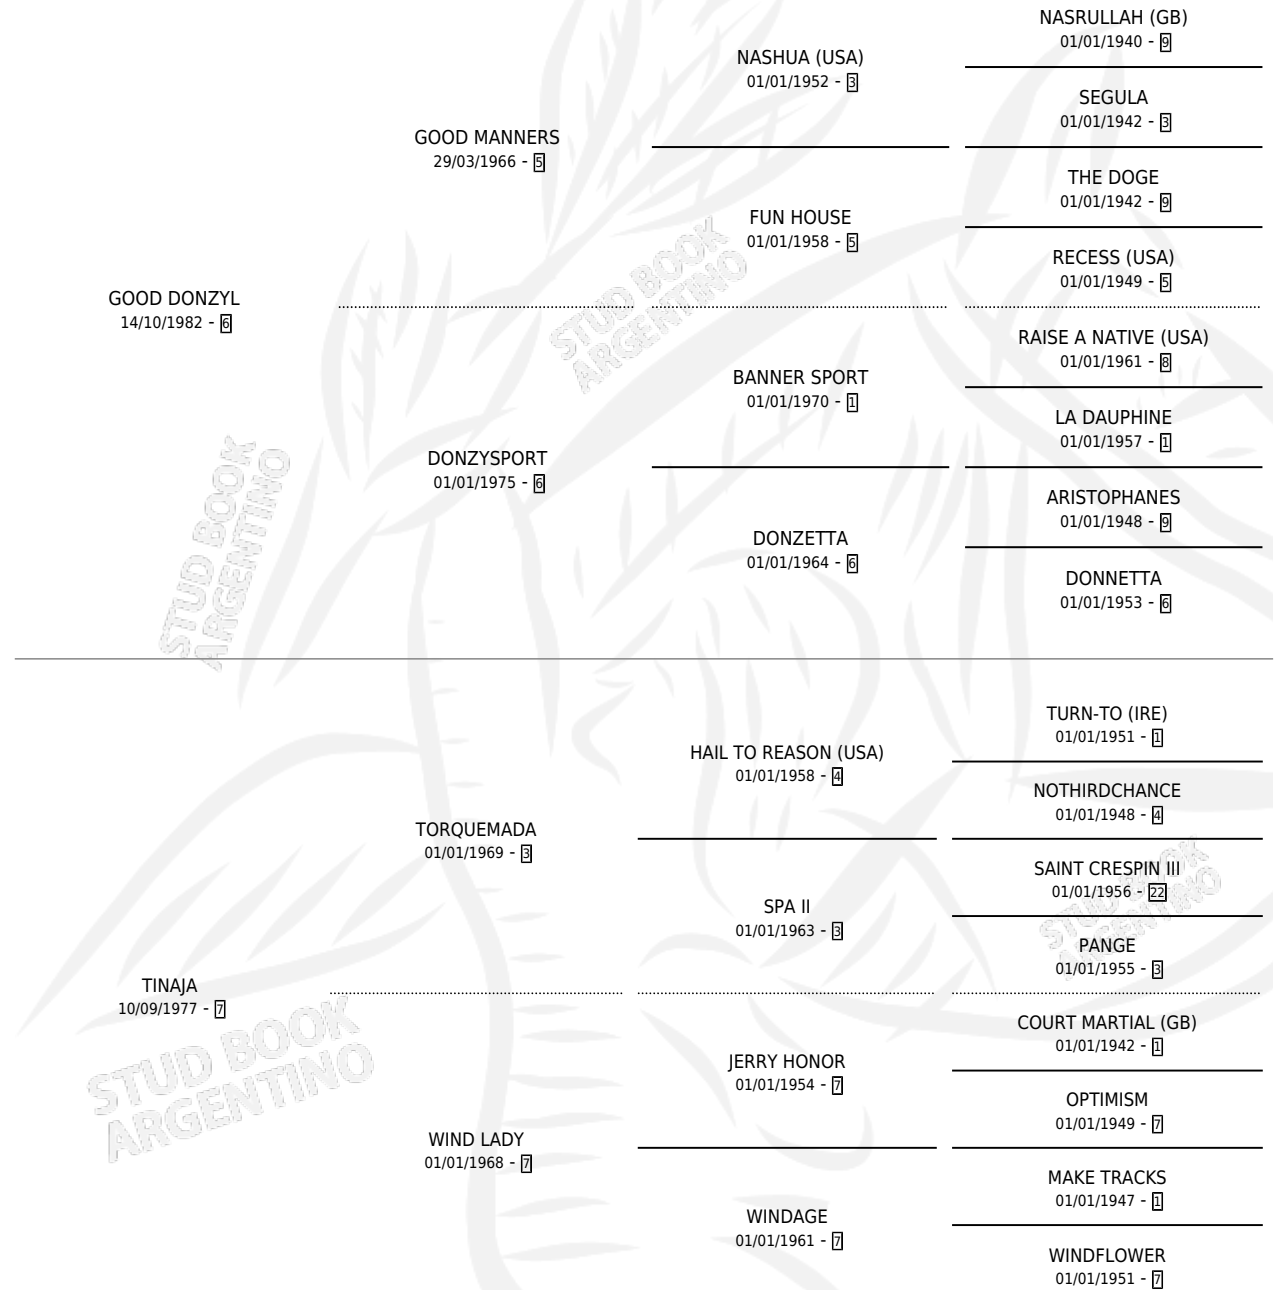 NASRULLAH (GB)
01/01/1940 - 9
NASHUA (USA)
01/01/1952 - 3
SEGULA
01/01/1942 - 3
GOOD MANNERS
29/03/1966 - 5
THE DOGE
01/01/1942 - 9
FUN HOUSE
01/01/1958 - 5
RECESS (USA)
01/01/1949 - 5
GOOD DONZYL
14/10/1982 - 6
RAISE A NATIVE (USA)
01/01/1961 - 8
BANNER SPORT
01/01/1970 - 1
LA DAUPHINE
01/01/1957 - 1
DONZYSPORT
01/01/1975 - 6
ARISTOPHANES
01/01/1948 - 9
DONZETTA
01/01/1964 - 6
DONNETTA
01/01/1953 - 6
TURN-TO (IRE)
01/01/1951 - 1
HAIL TO REASON (USA)
01/01/1958 - 4
NOTHIRDCHANCE
01/01/1948 - 4
TORQUEMADA
01/01/1969 - 3
SAINT CRESPIN III
01/01/1956 - 22
SPA II
01/01/1963 - 3
PANGE
01/01/1955 - 3
TINAJA
10/09/1977 - 7
COURT MARTIAL (GB)
01/01/1942 - 1
JERRY HONOR
01/01/1954 - 7
OPTIMISM
01/01/1949 - 7
WIND LADY
01/01/1968 - 7
MAKE TRACKS
01/01/1947 - 1
WINDAGE
01/01/1961 - 7
WINDFLOWER
01/01/1951 - 7
STUD BOOK
ARGENTINO
STUD BOOK
ARGENTINO
STUD BOOK
ARGENTINO
STUD BOOK
ARGENTINO